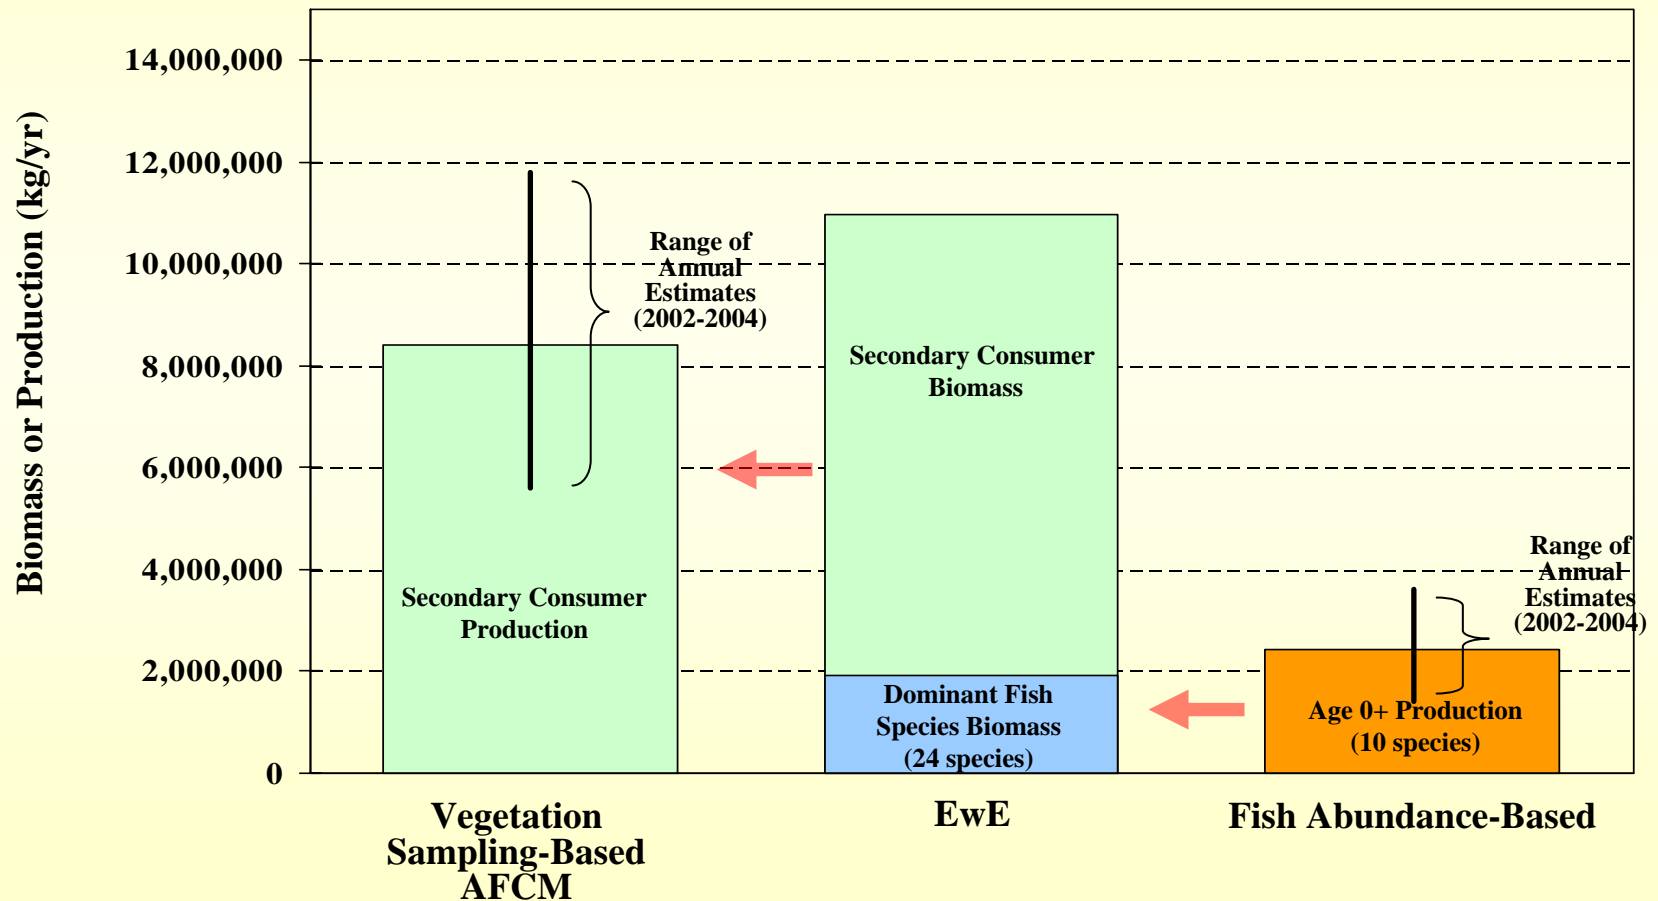 Biomass or Production (kg/yr)
14,000,000
12,000,000
10,000,000
8,000,000
6,000,000
4,000,000
2,000,000
0
Range of
Annual
Estimates
(2002-2004)
Secondary Consumer
Production
Secondary Consumer
Biomass
Dominant Fish
Species Biomass
(24 species)
Range of
Annual
Estimates
(2002-2004)
Age 0+ Production
(10 species)
Vegetation
Sampling-Based
AFCM
EwE
Fish Abundance-Based